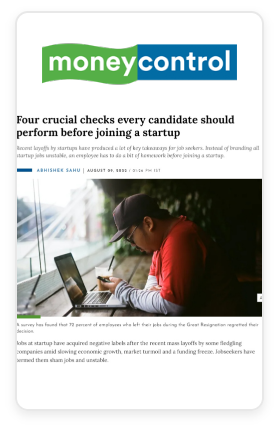 moneycontrol
Four crucial checks every candidate should
perform before joining a startup
Recent layoffs by startups have produced a lot of key takeaways for job seekers. Instead of branding all
startup jobs unstable, an employee has to do a bit of homework before joining a startup.
ABHISHEK SAHU | AUGUST 29, 2022 /
PM IST
A survey has found that 72 percent of employees who left their jobs during the Great Resignation regretted their
decision.
Jobs at startup have acquired negative labels after the recent mass layoffs by some fledgling
companies amid slowing economic growth, market turmoil and a funding freeze. Jobseekers have
termed them sham jobs and unstable.